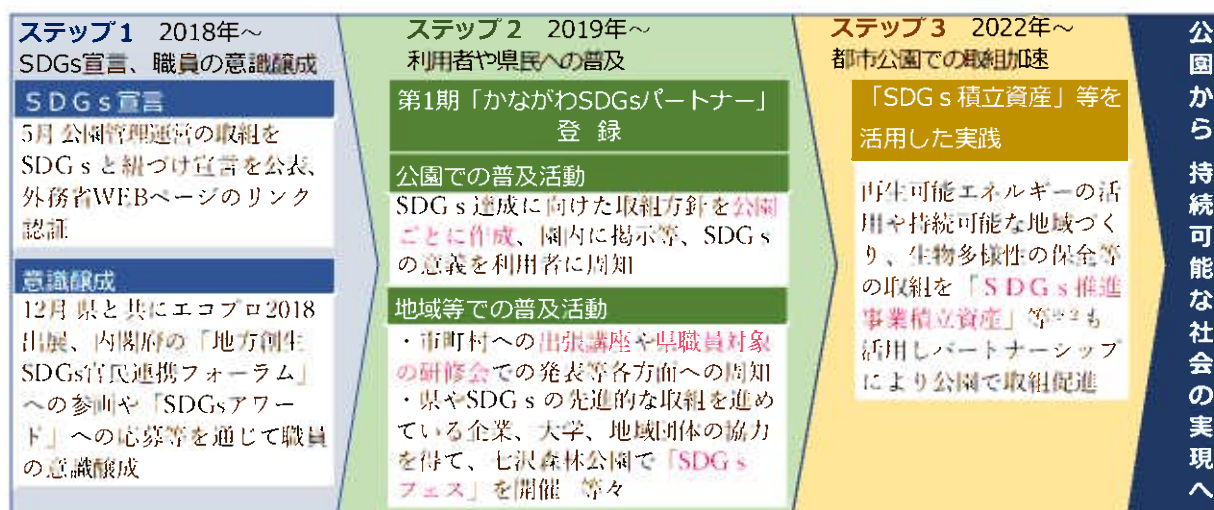 ステップ1 2018年～
SDGs宣言、職員の意識醸成
SDGs宣言
5月 公園管理運営の取組を
SDGsと紐づけ宣言を公表、
外務省WEBページのリンク
認証
意識醸成
12月 県と共にエコプロ2018
出展、内閣府の「地方創生
SDGs官民連携フォーラム」
への参画や「SDGsアワー
ド」への応募等を通じて職員
の意識醸成
ステップ2 2019年～
利用者や県民への普及
第1期「かながわSDGsパートナー」
登 録
公園での普及活動
SDGs達成に向けた取組方針を公園
ごとに作成、園内に掲示等、SDGs
の意義を利用者に周知
地域等での普及活動
・市町村への出張講座や県職員対象
の研修会での発表等各方面への周知
・県やSDGsの先進的な取組を進め
ている企業、大学、地域団体の協力
を得て、七沢森林公園で「SDGs
フェス」を開催 等々
ステップ3 2022年～
都市公園での取組加速
「SDGs積立資産」等を
活用した実践
再生可能エネルギーの活
用や持続可能な地域づく
り、生物多様性の保全等
の取組を「SDGs推進
事業積立資産」等※2も
活用しパートナーシップ
により公園で取組促進
公園から 持続可能な社会の実現へ